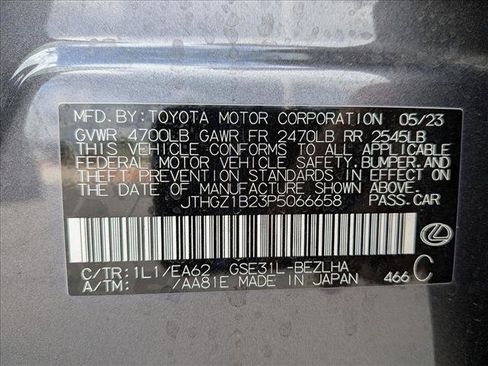 MFD.BY:TOYOTA MOTOR CORPORATION 05/23
GVWR 4700LB GAWR FR 2470LB RR 2545LB
THIS VEHICLE CONFORMS TO ALL APPLICABLE
FEDERAL MOTOR VEHICLE SAFETY,BUMPER,AND
THEFT PREVENTION STANDARDS IN EFFECT ON
THE DATE OF MANUFACTURE SHOWN ABOVE.
JTHGZ1B23P5066658 PASS.CAR
C/TR:1L1/EA62 GSE31L-BEZLHA
A/TM: /AA81E MADE IN JAPAN 466 C